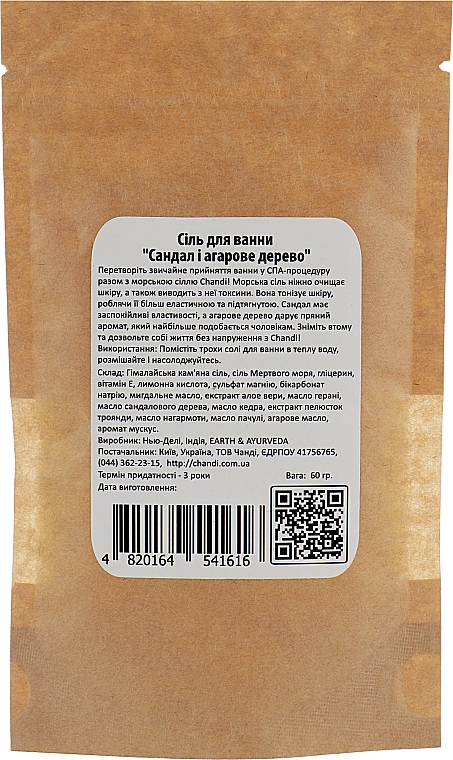 Сіль для ванни
"Сандал і агарове дерево"
Перетворіть звичайне прийняття ванни у СПА-процедуру
разом з морською сіллю Chandi! Морська сіль ніжно очищає
шкіру, а також виводить з неї токсини. Вона тонізує шкіру,
роблячи її більш еластичною та підтягнутою. Сандал має
заспокійливі властивості, а агарове дерево дарує пряний
аромат, який найбільше подобається чоловікам. Зніміть втому
та дозвольте собі життя без напруження з Chandi!
Використання: Помістіть трохи солі для ванни в теплу воду,
розмішайте і насолоджуйтесь.
Склад: Гімалайська кам'яна сіль, сіль Мертвого моря, гліцерин,
вітамін Е, лимонна кислота, сульфат магнію, бікарбонат
натрію, мигдальне масло, екстракт алое вери, масло герані,
масло сандалового дерева, масло кедра, екстракт пелюсток
троянди, масло нагармоти, масло пачулі, агарове масло,
аромат мускус.
Виробник: Нью-Делі, Індія, EARTH & AYURVEDA
Постачальник: Київ, Україна, ТОВ Чанді, ЄДРПОУ 41756765,
(044) 362-23-15, http://chandi.com.ua
Термін придатності - 3 роки Вага: 60 гр.
Дата виготовлення:
4 820164 541616